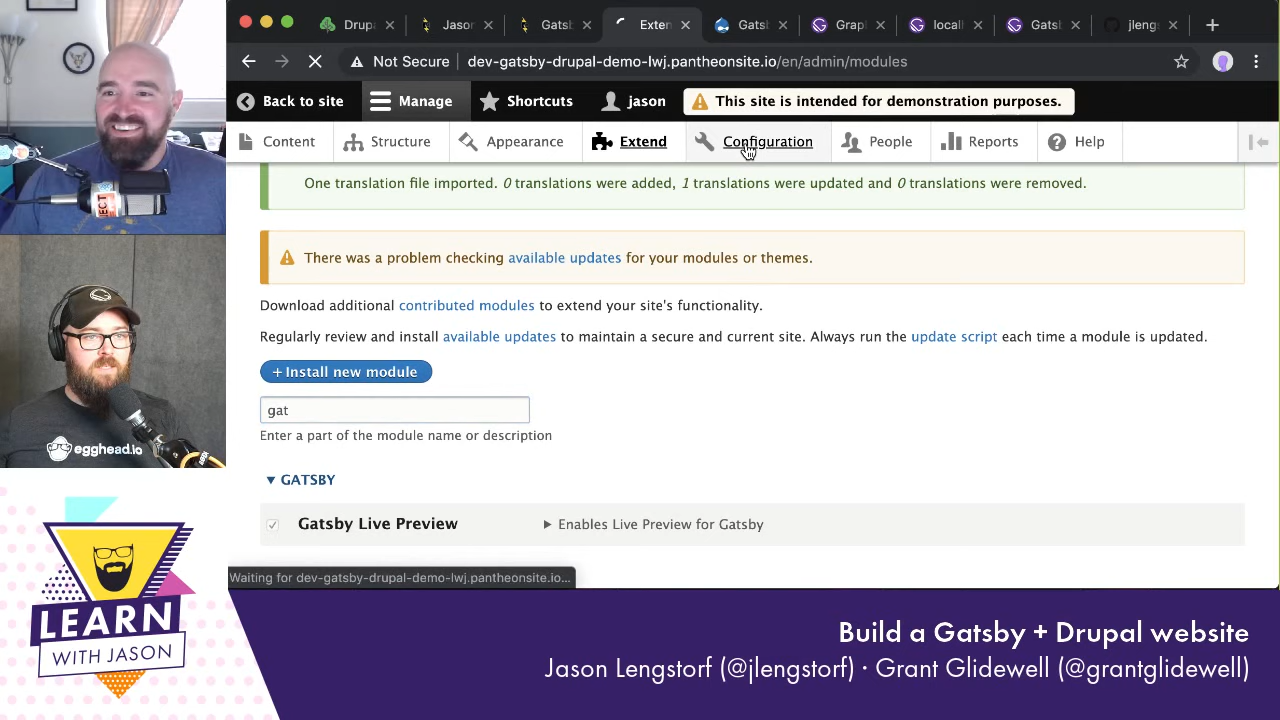 Drupa
Jason
Gatsb
Exten
Gatsb
Grap
locall
Gatsb
jleng
Not Secure
dev-gatsby-drupal-demo-lwj.pantheonsite.io/en/admin/modules
Back to site
Manage
Shortcuts
jason
This site is intended for demonstration purposes.
Content
Structure
Appearance
Extend
Configuration
People
Reports
Help
One translation file imported. 0 translations were added, 1 translations were updated and 0 translations were removed.
There was a problem checking available updates for your modules or themes.
Download additional contributed modules to extend your site's functionality.
Regularly review and install available updates to maintain a secure and current site. Always run the update script each time a module is updated.
+ Install new module
gat
Enter a part of the module name or description
▼ GATSBY
Gatsby Live Preview
Enables Live Preview for Gatsby
Waiting for dev-gatsby-drupal-demo-lwj.pantheonsite.io...
egghead.io
LEARN
WITH JASON
Build a Gatsby + Drupal website
Jason Lengstorf (@jlengstorf) · Grant Glidewell (@grantglidewell)